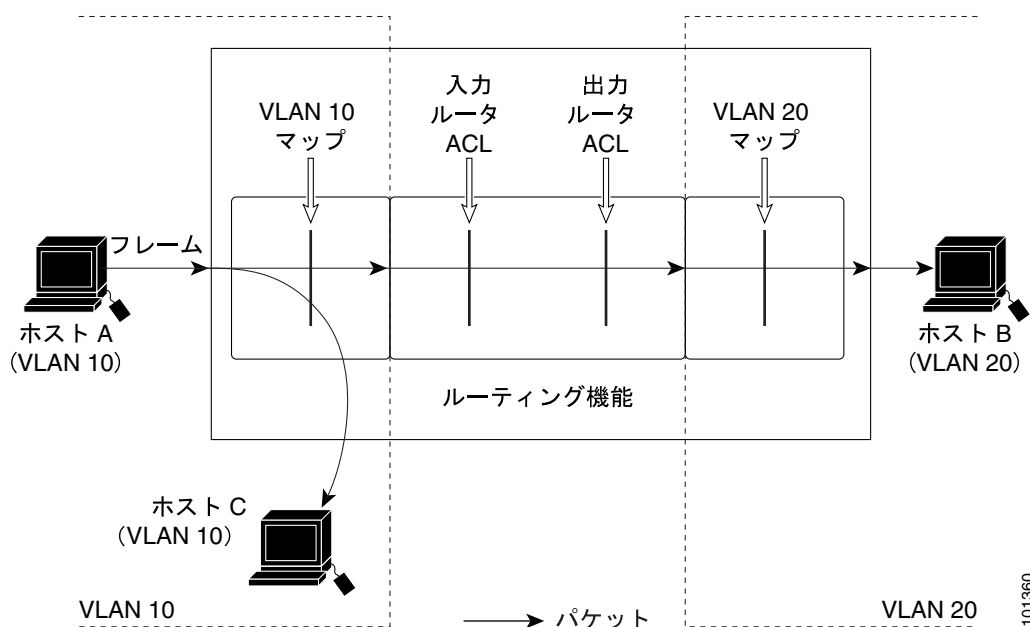 VLAN 10
マップ
入力
ルータ
ACL
出力
ルータ
ACL
VLAN 20
マップ
フレーム
ホスト A
(VLAN 10)
ホスト B
(VLAN 20)
ルーティング機能
ホスト C
(VLAN 10)
VLAN 10
パケット
VLAN 20
101360